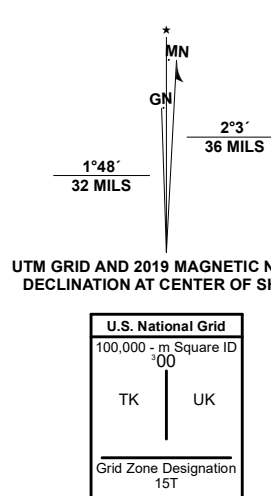 ★
MN
GN
2°3´
36 MILS
1°48´
32 MILS
UTM GRID AND 2019 MAGNETIC N
DECLINATION AT CENTER OF SH
U.S. National Grid
100,000 - m Square ID
³00
TK UK
Grid Zone Designation
15T